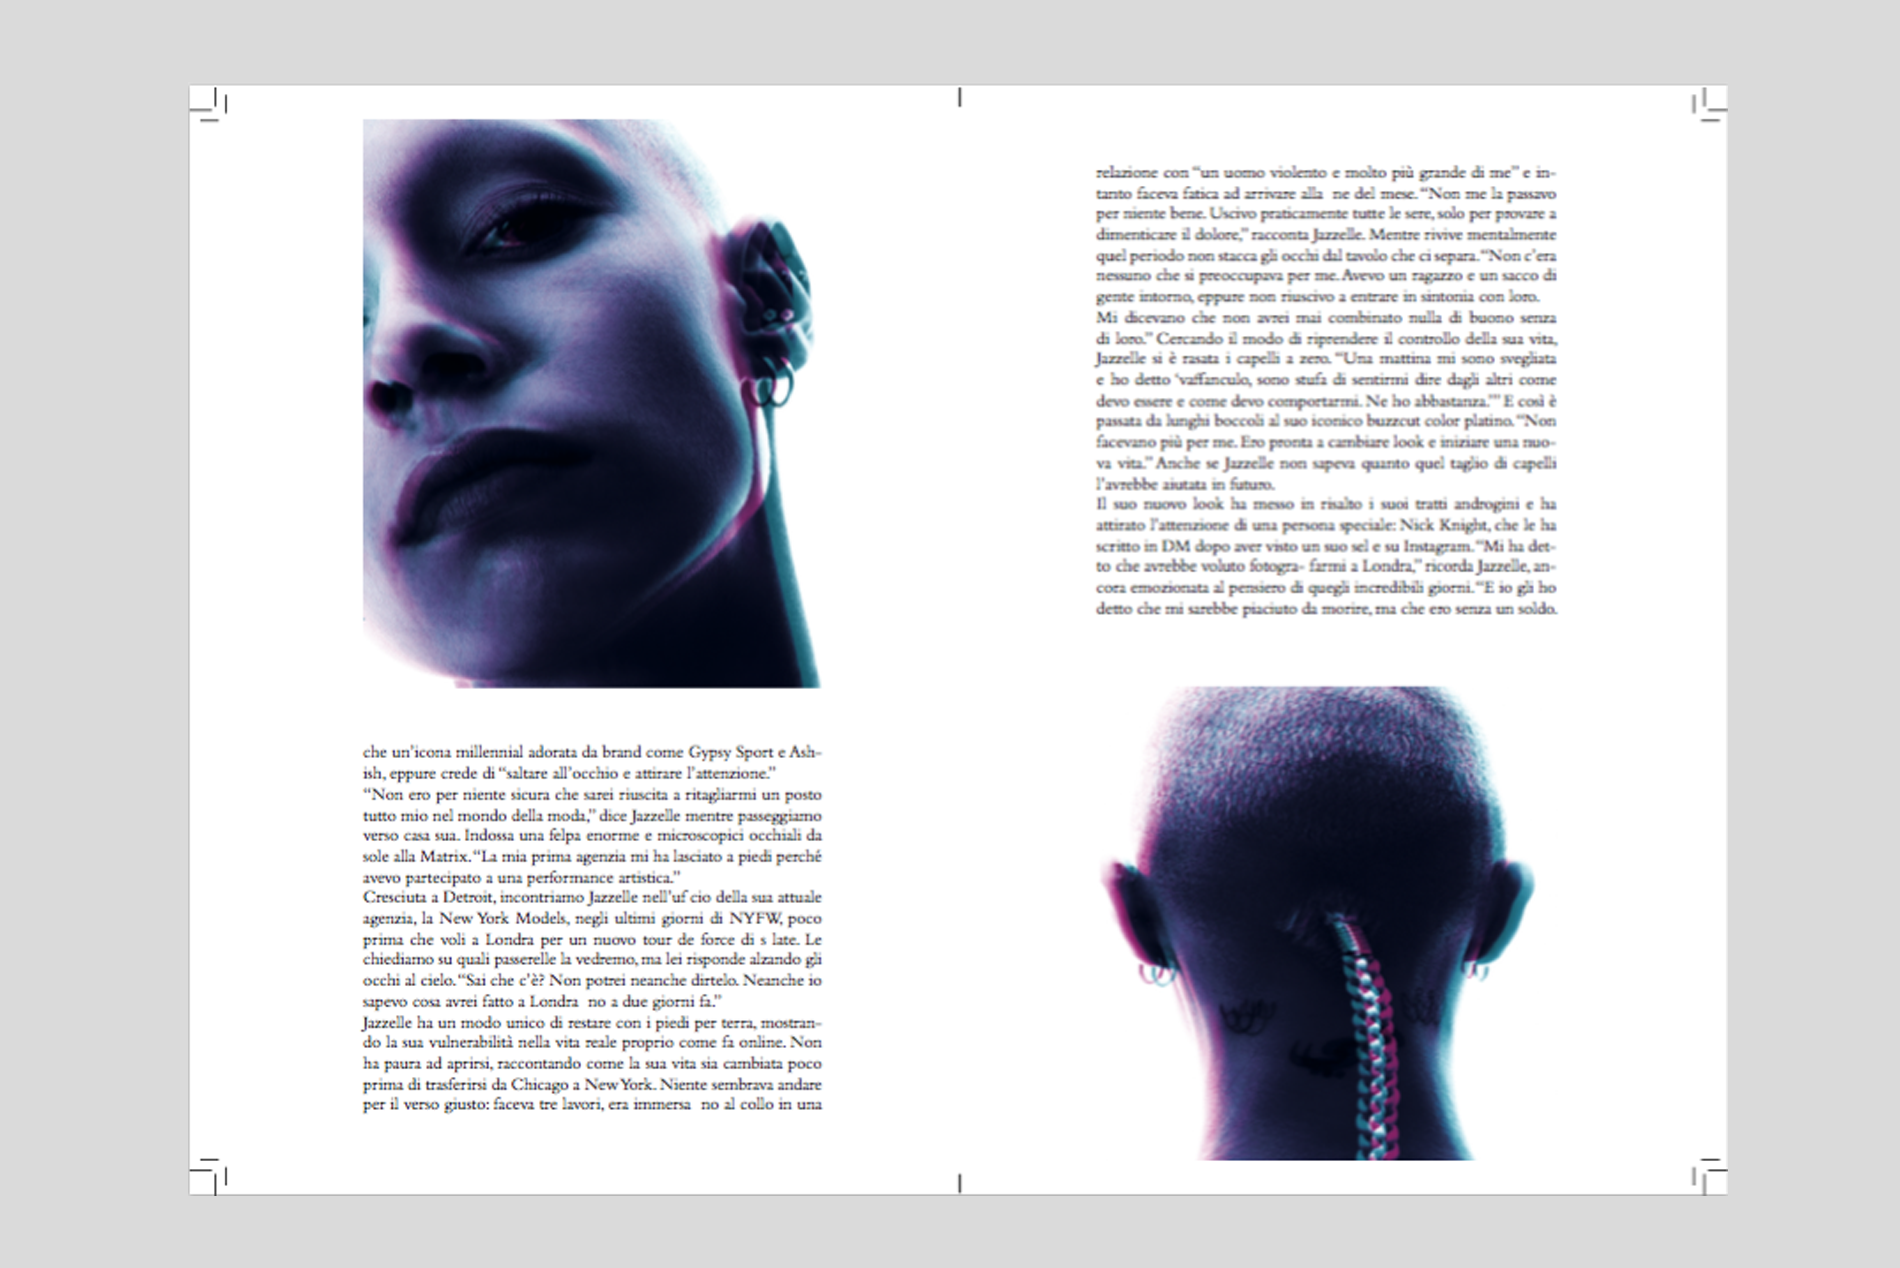 che un’icona millennial adorata da brand come Gypsy Sport e Ash-
ish, eppure crede di “saltare all’occhio e attirare l’attenzione.”
“Non ero per niente sicura che sarei riuscita a ritagliarmi un posto
tutto mio nel mondo della moda,” dice Jazzelle mentre passeggiamo
verso casa sua. Indossa una felpa enorme e microscopici occhiali da
sole alla Matrix. “La mia prima agenzia mi ha lasciato a piedi perché
avevo partecipato a una performance artistica.”
Cresciuta a Detroit, incontriamo Jazzelle nell’uf cio della sua attuale
agenzia, la New York Models, negli ultimi giorni di NYFW, poco
prima che voli a Londra per un nuovo tour de force di s late. Le
chiediamo su quali passerelle la vedremo, ma lei risponde alzando gli
occhi al cielo. “Sai che c’è? Non potrei neanche dirtelo. Neanche io
sapevo cosa avrei fatto a Londra  no a due giorni fa.”
Jazzelle ha un modo unico di restare con i piedi per terra, mostran-
do la sua vulnerabilità nella vita reale proprio come fa online. Non
ha paura ad aprirsi, raccontando come la sua vita sia cambiata poco
prima di trasferirsi da Chicago a New York. Niente sembrava andare
per il verso giusto: faceva tre lavori, era immersa  no al collo in una
relazione con “un uomo violento e molto più grande di me” e in-
tanto faceva fatica ad arrivare alla  ne del mese. “Non me la passavo
per niente bene. Uscivo praticamente tutte le sere, solo per provare a
dimenticare il dolore,” racconta Jazzelle. Mentre rivive mentalmente
quel periodo non stacca gli occhi dal tavolo che ci separa. “Non c’era
nessuno che si preoccupava per me. Avevo un ragazzo e un sacco di
gente intorno, eppure non riuscivo a entrare in sintonia con loro.
Mi dicevano che non avrei mai combinato nulla di buono senza
di loro.” Cercando il modo di riprendere il controllo della sua vita,
Jazzelle si è rasata i capelli a zero. “Una mattina mi sono svegliata
e ho detto ‘vaffanculo, sono stufa di sentirmi dire dagli altri come
devo essere e come devo comportarmi. Ne ho abbastanza.’” E così è
passata da lunghi boccoli al suo iconico buzzcut color platino. “Non
facevano più per me. Ero pronta a cambiare look e iniziare una nuo-
va vita.” Anche se Jazzelle non sapeva quanto quel taglio di capelli
l’avrebbe aiutata in futuro.
Il suo nuovo look ha messo in risalto i suoi tratti androgini e ha
attirato l’attenzione di una persona speciale: Nick Knight, che le ha
scritto in DM dopo aver visto un suo sel e su Instagram. “Mi ha det-
to che avrebbe voluto fotogra- farmi a Londra,” ricorda Jazzelle, an-
cora emozionata al pensiero di quegli incredibili giorni. “E io gli ho
detto che mi sarebbe piaciuto da morire, ma che ero senza un soldo.